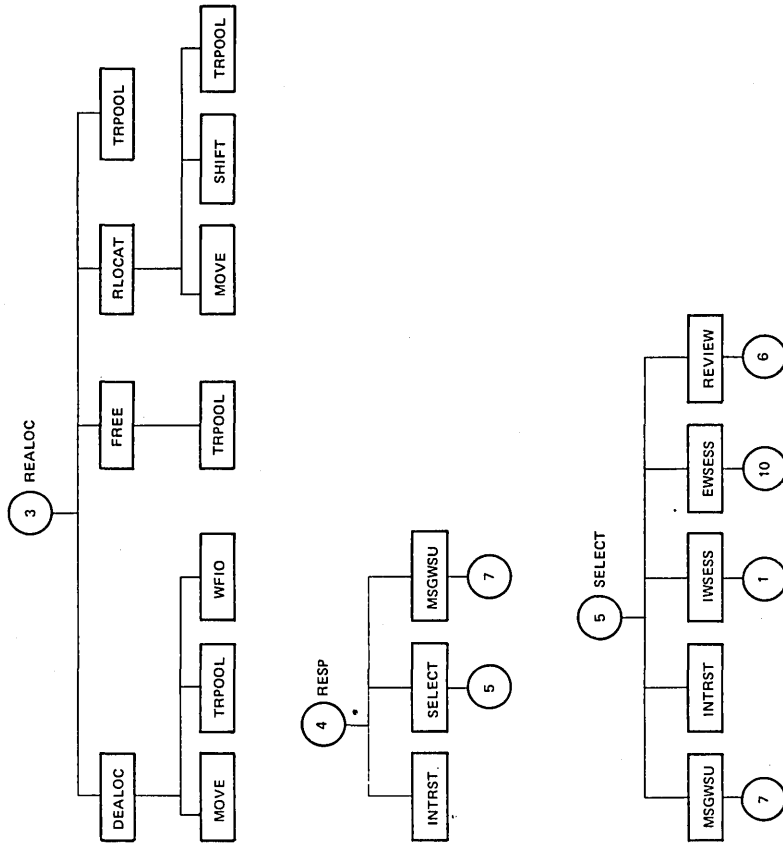 3 REALOC
DEALOC FREE RLOCAT TRPOOL
MOVE TRPOOL WFIO TRPOOL MOVE SHIFT TRPOOL
4 RESP
INTRST. SELECT MSGWSU
5 7
5 SELECT
MSGWSU INTRST IWSESS EWSESS REVIEW
7 1 10 6